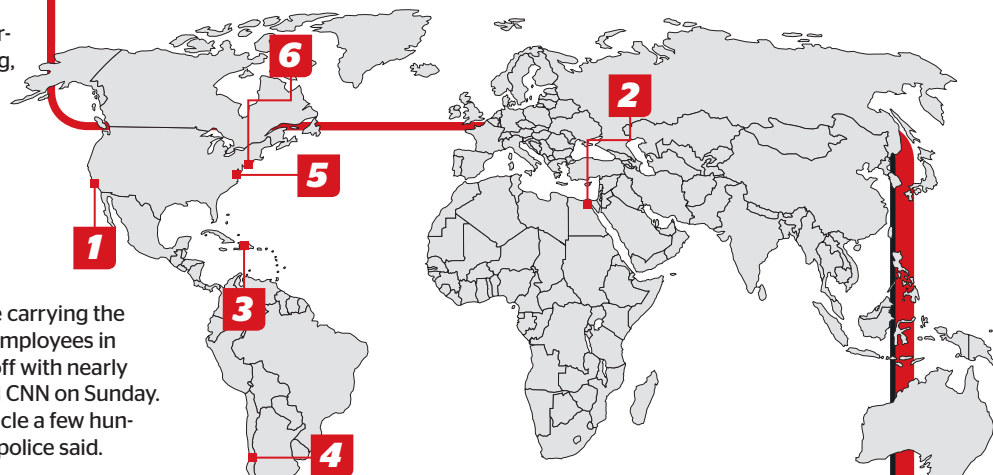 r-
g,
6
2
5
1
3
e carrying the
mployees in
off with nearly
CNN on Sunday.
cle a few hun-
police said.
4